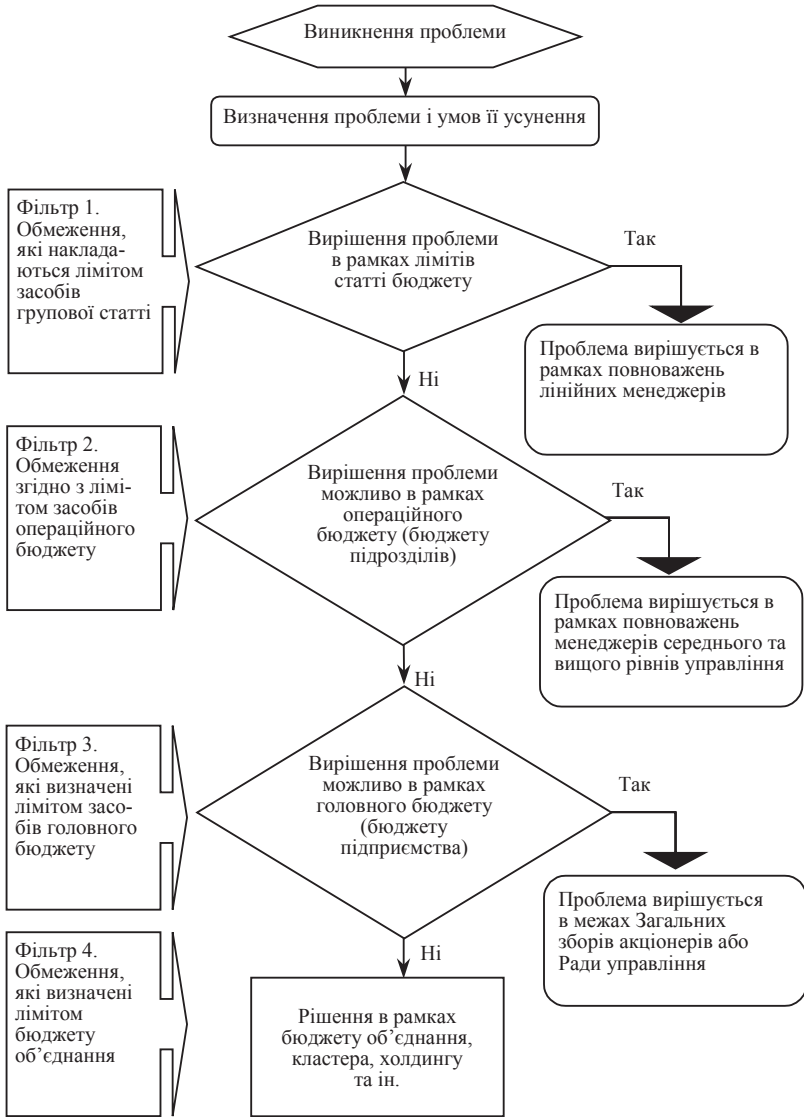 Виникнення проблеми
Визначення проблеми і умов її усунення
Фільтр 1.
Обмеження,
які наклада-
ються лімітом
засобів
групової статті
Вирішення проблеми
в рамках лімітів
статті бюджету
Так
Проблема вирішується в
рамках повноважень
лінійних менеджерів
Ні
Фільтр 2.
Обмеження
згідно з лімі-
том засобів
операційного
бюджету
Вирішення проблеми
можливо в рамках
операційного
бюджету (бюджету
підрозділів)
Так
Проблема вирішується в
рамках повноважень
менеджерів середнього та
вищого рівнів управління
Ні
Фільтр 3.
Обмеження,
які визначені
лімітом засо-
бів головного
бюджету
Вирішення проблеми
можливо в рамках
головного бюджету
(бюджету
підприємства)
Так
Проблема вирішується
в межах Загальних
зборів акціонерів або
Ради управління
Ні
Фільтр 4.
Обмеження,
які визначені
лімітом
бюджету
об’єднання
Рішення в рамках
бюджету об’єднання,
кластера, холдингу
та ін.